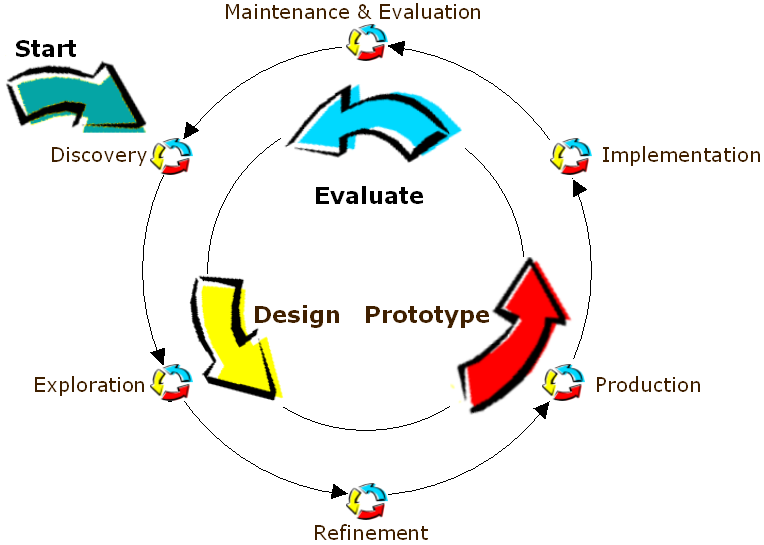 Maintenance & Evaluation
Start
Discovery
Implementation
Evaluate
Design
Prototype
Exploration
Production
Refinement